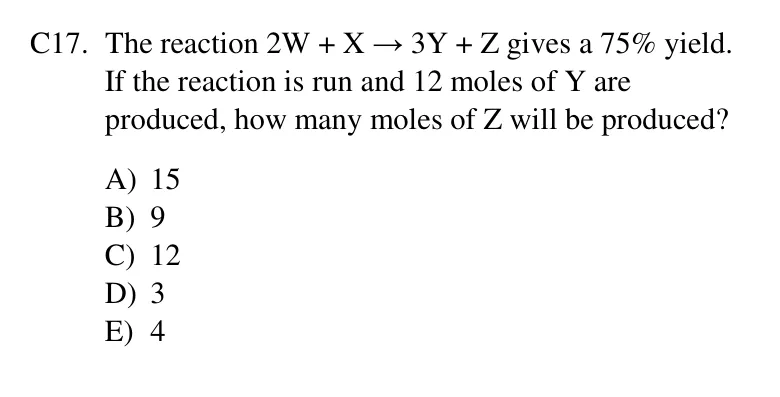 C17. The reaction 2W + X → 3Y + Z gives a 75% yield.
If the reaction is run and 12 moles of Y are
produced, how many moles of Z will be produced?
A) 15
B) 9
C) 12
D) 3
E) 4